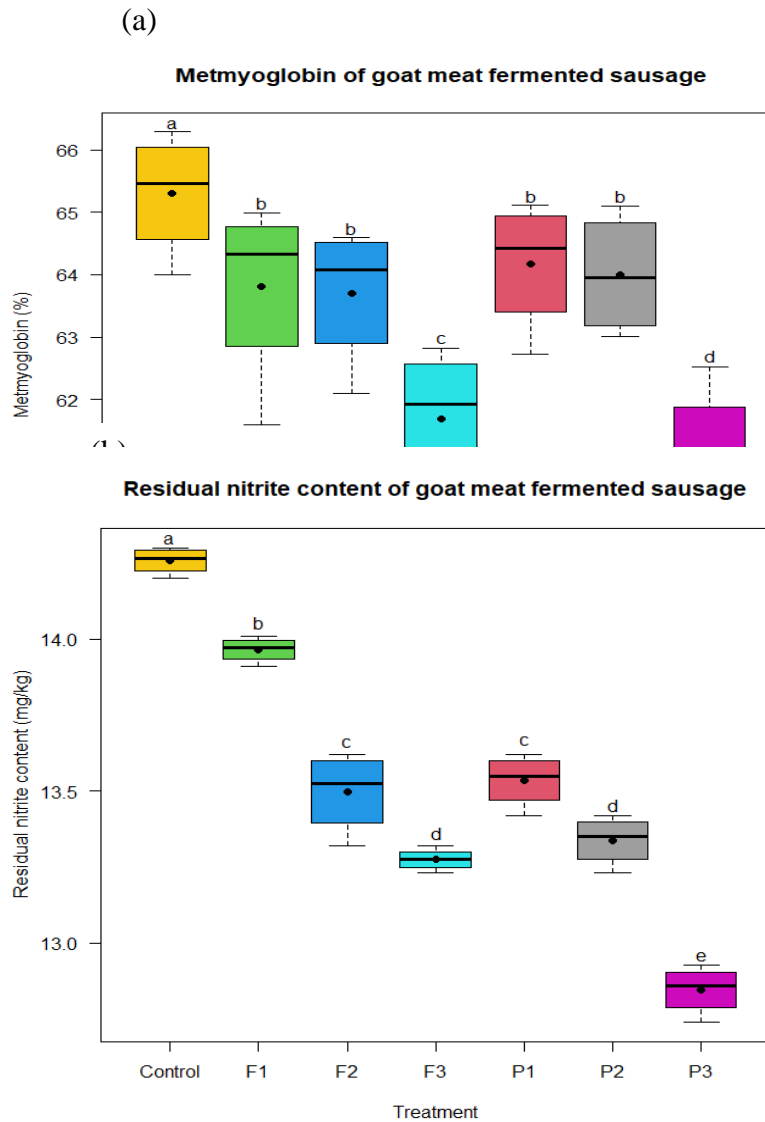 (a)
Metmyoglobin of goat meat fermented sausage
Metmyoglobin (%)
66
65
64
63
62
a
b
b
c
b
b
d
Residual nitrite content of goat meat fermented sausage
Residual nitrite content (mg/kg)
14.0
13.5
13.0
a
b
c
d
c
d
e
Control F1 F2 F3 P1 P2 P3
Treatment